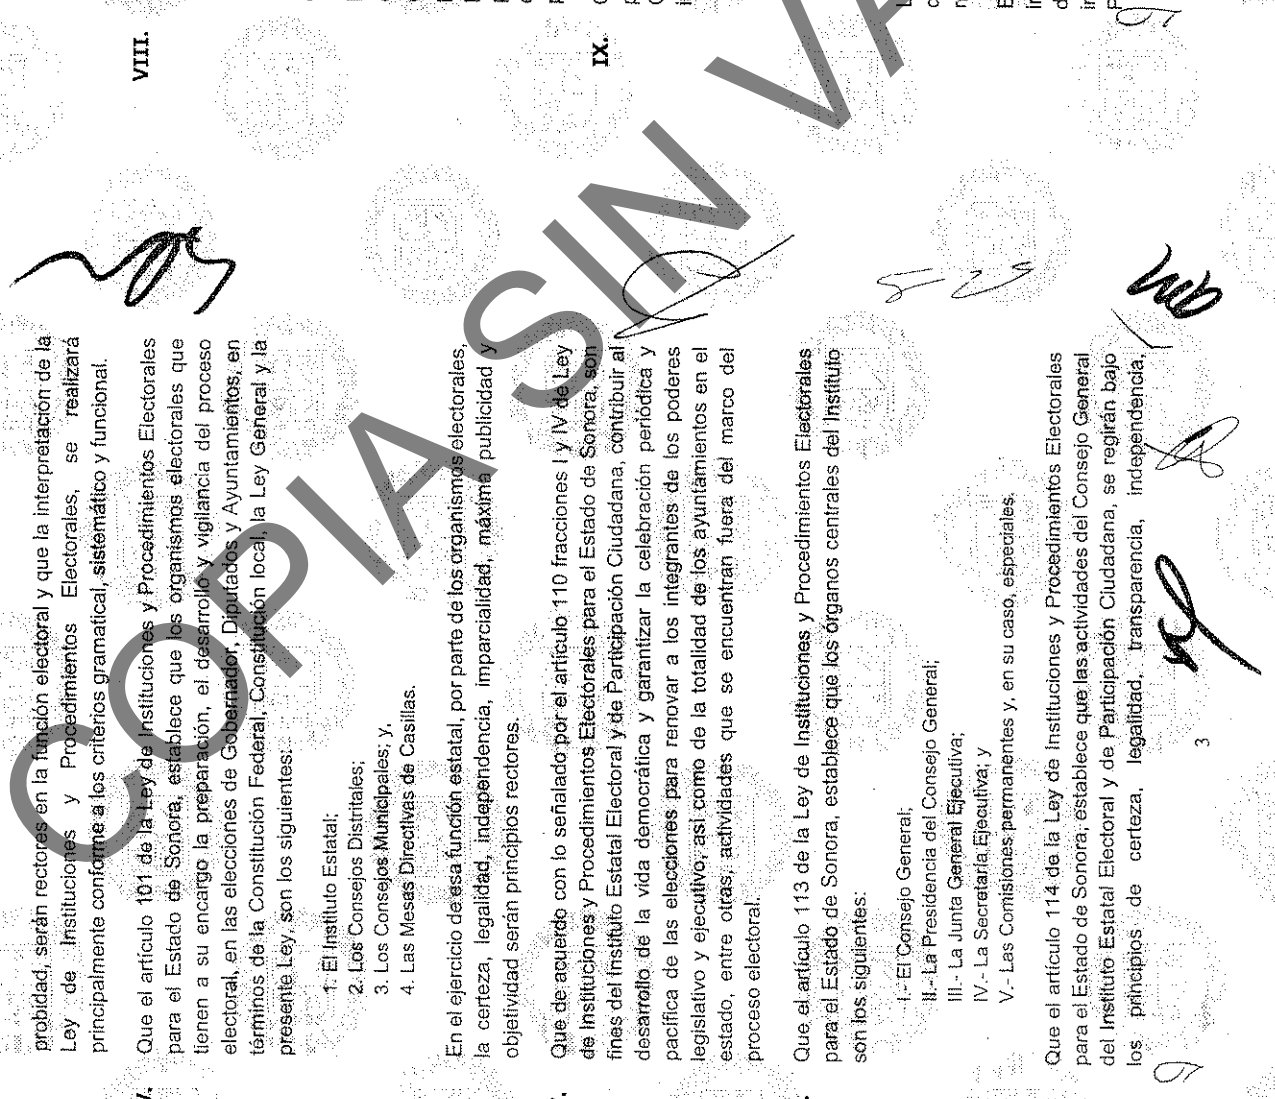 probidad, serán rectores en la función electoral y que la interpretación de la
Ley de Instituciones y Procedimientos Electorales, se realizará
principalmente conforme a los criterios gramatical, sistemático y funcional.
Que el artículo 101 de la Ley de Instituciones y Procedimientos Electorales
para el Estado de Sonora, establece que los organismos electorales que
tienen a su encargo la preparación, el desarrollo y vigilancia del proceso
electoral, en las elecciones de Gobernador, Diputados y Ayuntamientos, en
términos de la Constitución Federal, Constitución local, la Ley General y la
presente Ley, son los siguientes:
1. El Instituto Estatal;
2. Los Consejos Distritales;
3. Los Consejos Municipales; y,
4. Las Mesas Directivas de Casillas.
En el ejercicio de esa función estatal, por parte de los organismos electorales,
la certeza, legalidad, independencia, imparcialidad, máxima publicidad y
objetividad serán principios rectores.
Que de acuerdo con lo señalado por el artículo 110 fracciones I y IV de Ley
de Instituciones y Procedimientos Electorales para el Estado de Sonora, son
fines del Instituto Estatal Electoral y de Participación Ciudadana, contribuir al
desarrollo de la vida democrática y garantizar la celebración periódica y
pacífica de las elecciones para renovar a los integrantes de los poderes
legislativo y ejecutivo, así como de la totalidad de los ayuntamientos en el
estado, entre otras, actividades que se encuentran fuera del marco del
proceso electoral.
Que el artículo 113 de la Ley de Instituciones y Procedimientos Electorales
para el Estado de Sonora, establece que los órganos centrales del Instituto
son los siguientes:
I.- El Consejo General;
II.- La Presidencia del Consejo General;
III.- La Junta General Ejecutiva;
IV.- La Secretaría Ejecutiva; y
V.- Las Comisiones permanentes y, en su caso, especiales.
Que el artículo 114 de la Ley de Instituciones y Procedimientos Electorales
para el Estado de Sonora, establece que las actividades del Consejo General
del Instituto Estatal Electoral y de Participación Ciudadana, se regirán bajo
los principios de certeza, legalidad, transparencia, independencia,
3
VIII.
IX.
COPIA SIN VA